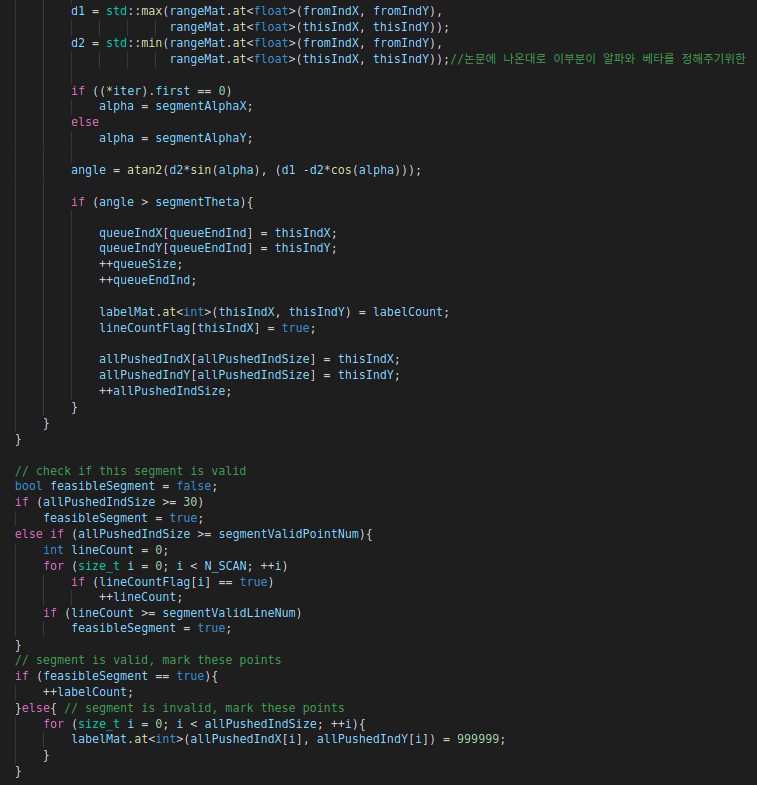 d1 = std::max(rangeMat.at<float>(fromIndX, fromIndY),
rangeMat.at<float>(thisIndX, thisIndY));
d2 = std::min(rangeMat.at<float>(fromIndX, fromIndY),
rangeMat.at<float>(thisIndX, thisIndY));//논문에 나온대로 이부분이 알파와 베타를 정해주기위한
if ((*iter).first == 0)
alpha = segmentAlphaX;
else
alpha = segmentAlphaY;
angle = atan2(d2*sin(alpha), (d1 -d2*cos(alpha)));
if (angle > segmentTheta){
queueIndX[queueEndInd] = thisIndX;
queueIndY[queueEndInd] = thisIndY;
++queueSize;
++queueEndInd;
labelMat.at<int>(thisIndX, thisIndY) = labelCount;
lineCountFlag[thisIndX] = true;
allPushedIndX[allPushedIndSize] = thisIndX;
allPushedIndY[allPushedIndSize] = thisIndY;
++allPushedIndSize;
}
}
}
// check if this segment is valid
bool feasibleSegment = false;
if (allPushedIndSize >= 30)
feasibleSegment = true;
else if (allPushedIndSize >= segmentValidPointNum){
int lineCount = 0;
for (size_t i = 0; i < N_SCAN; ++i)
if (lineCountFlag[i] == true)
++lineCount;
if (lineCount >= segmentValidLineNum)
feasibleSegment = true;
}
// segment is valid, mark these points
if (feasibleSegment == true){
++labelCount;
}else{ // segment is invalid, mark these points
for (size_t i = 0; i < allPushedIndSize; ++i){
labelMat.at<int>(allPushedIndX[i], allPushedIndY[i]) = 999999;
}
}